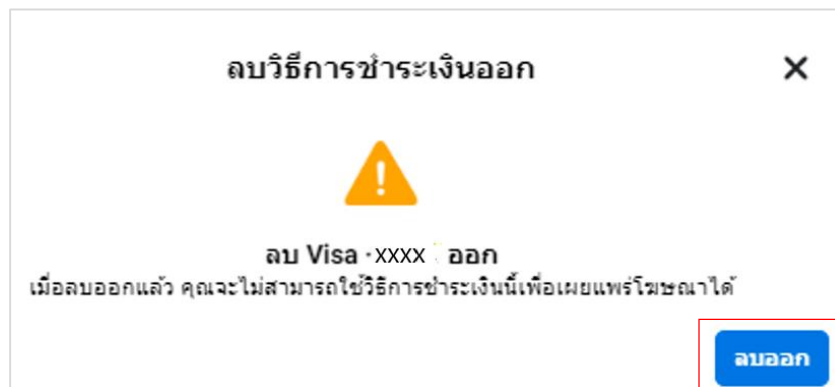 ลบวิธีการชำระเงินออก
ลบ Visa · xxxx ออก
เมื่อลบออกแล้ว คุณจะไม่สามารถใช้วิธีการชำระเงินนี้เพื่อเผยแพร่โฆษณาได้
ลบออก